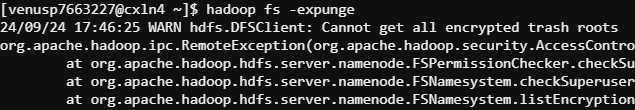 [venusp7663227@cxln4 ~]$ hadoop fs -expunge
24/09/14 17:46:25 WARN hdfs.DFSClient: Cannot get all encrypted trash roots
org.apache.hadoop.ipc.RemoteException(org.apache.hadoop.security.AccessContro
at org.apache.hadoop.hdfs.server.namenode.FSPermissionChecker.checkSu
at org.apache.hadoop.hdfs.server.namenode.FSNamesystem.checkSuperuser
at org.apache.hadoop.hdfs.server.namenode.FSNamesystem.listEncryption